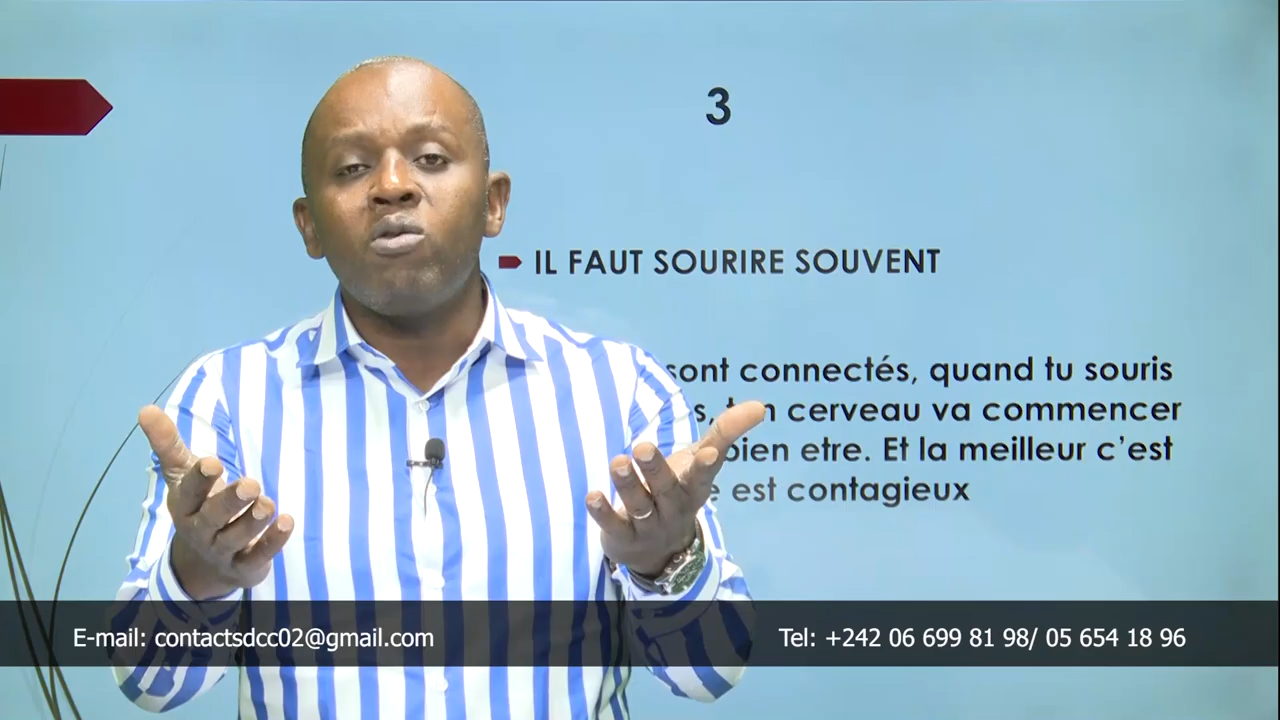 3
IL FAUT SOURIRE SOUVENT
sont connectés, quand tu souris
cerveau va commencer
bien etre. Et la meilleur c’est
est contagieux
E-mail: contactsdcc02@gmail.com
Tel: +242 06 699 81 98/ 05 654 18 96